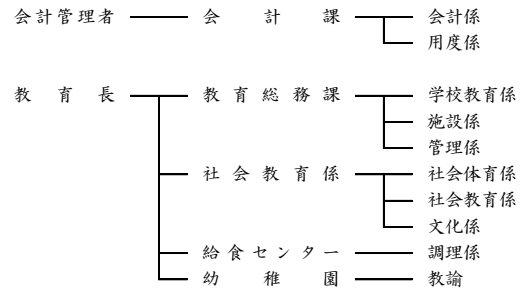 会計管理者 会計課 会計係
用度係
教育長 教育総務課 学校教育係
施設係
管理係
社会教育係 社会体育係
社会教育係
文化係
給食センター 調理係
幼稚園 教諭